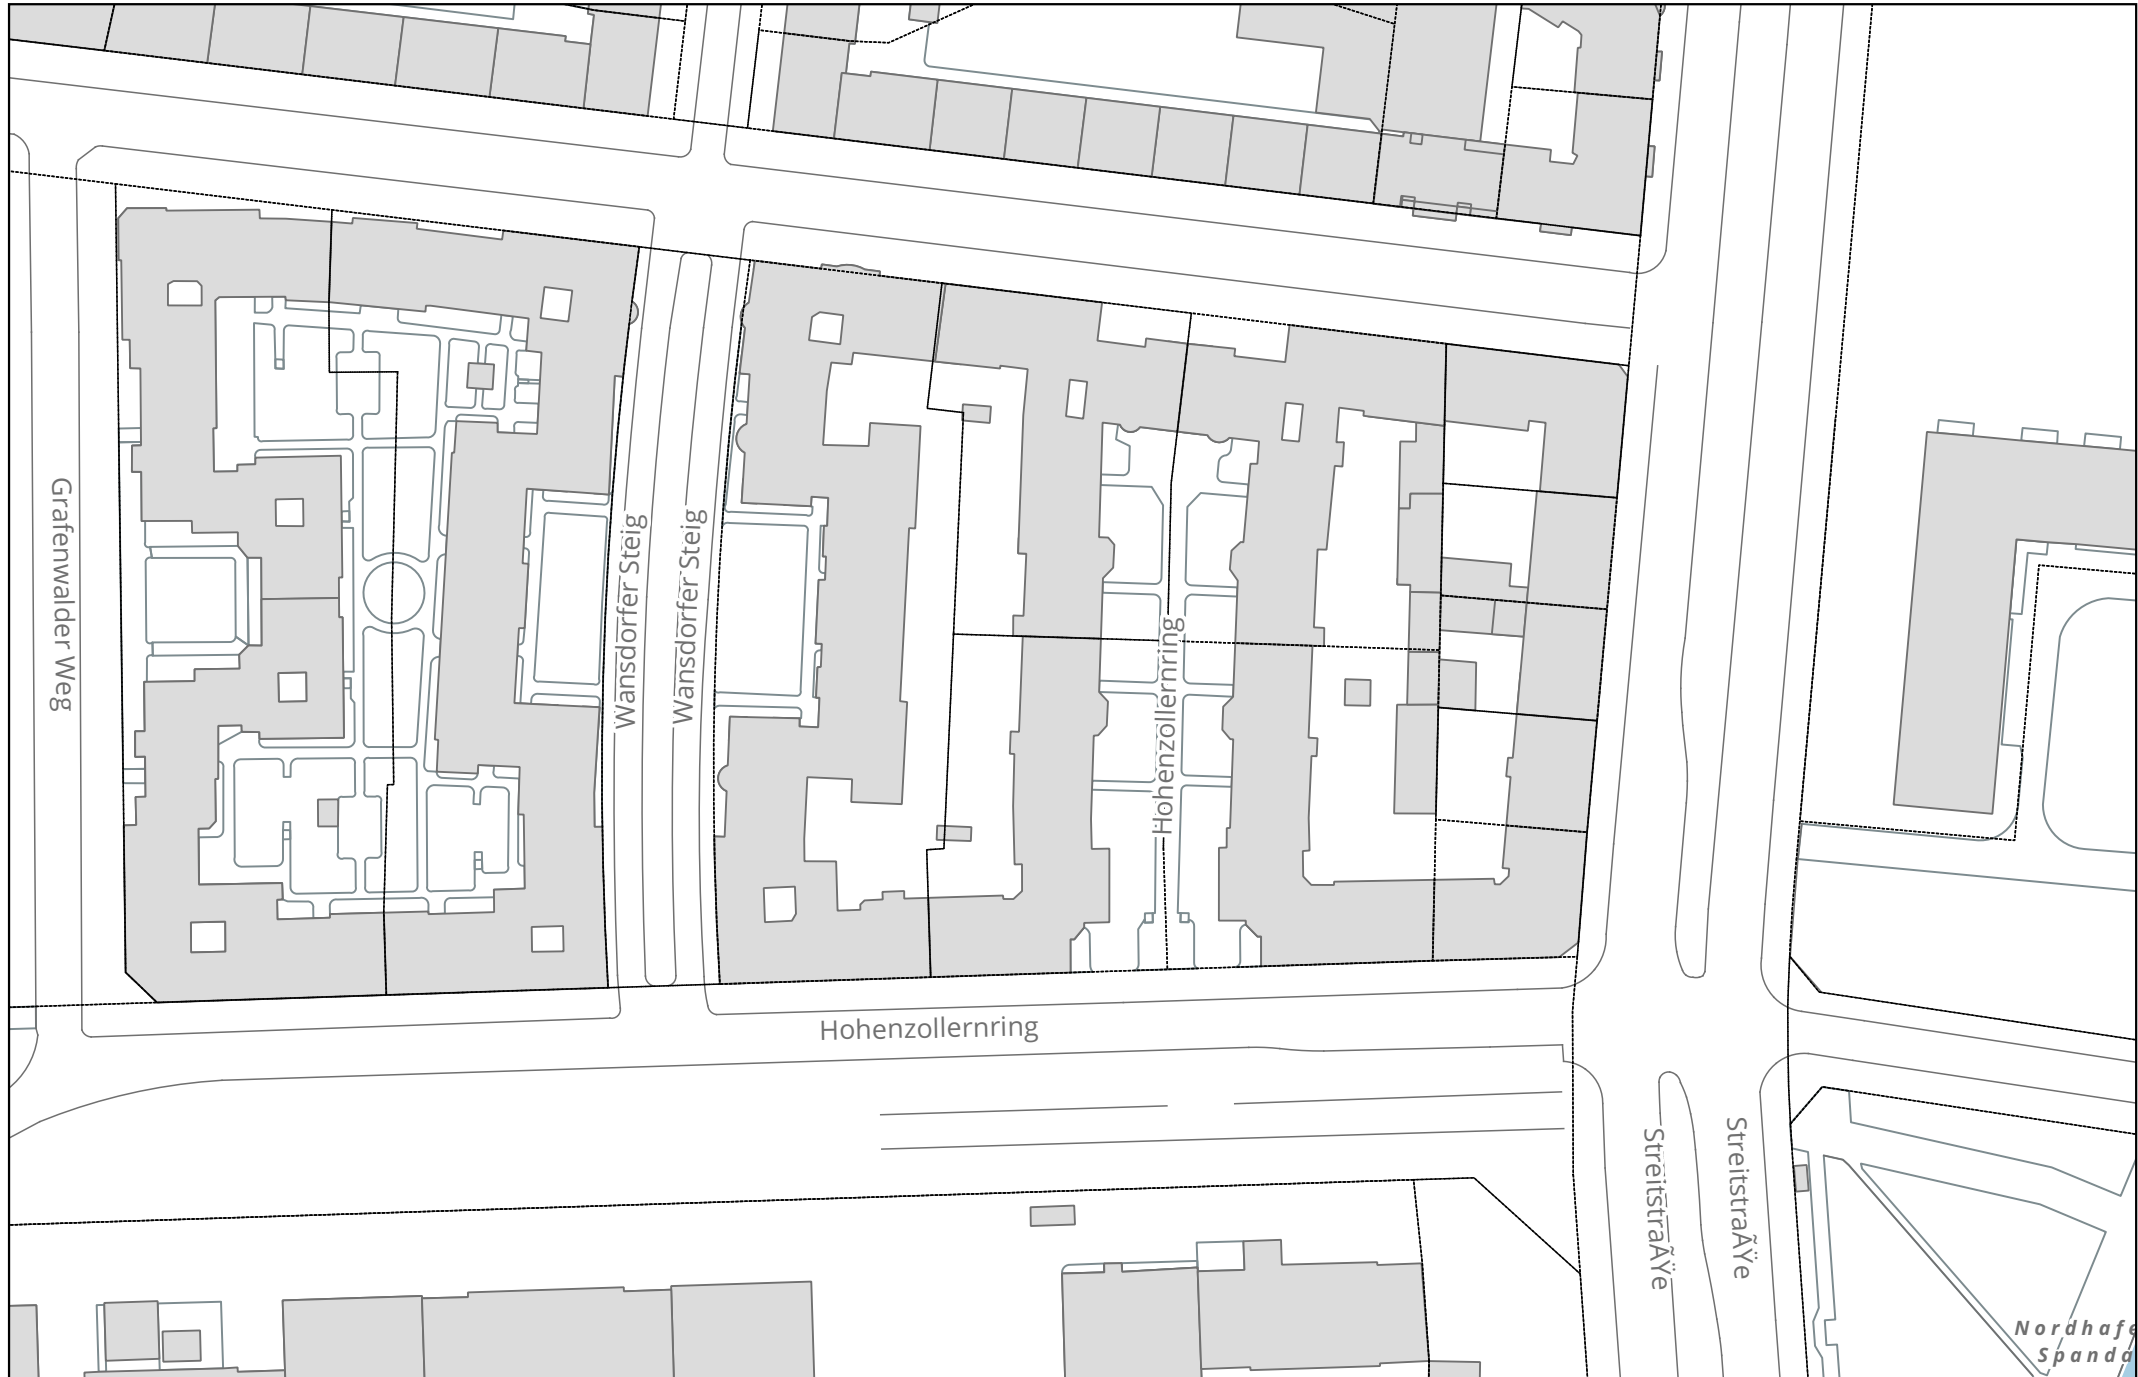 Grafenwalder Weg
Wansdorfer Steig
Wansdorfer Steig
Hohenzollernring
Hohenzollernring
StreitstraÃŸe
StreitstraÃŸe
Nordhafe
Spanda